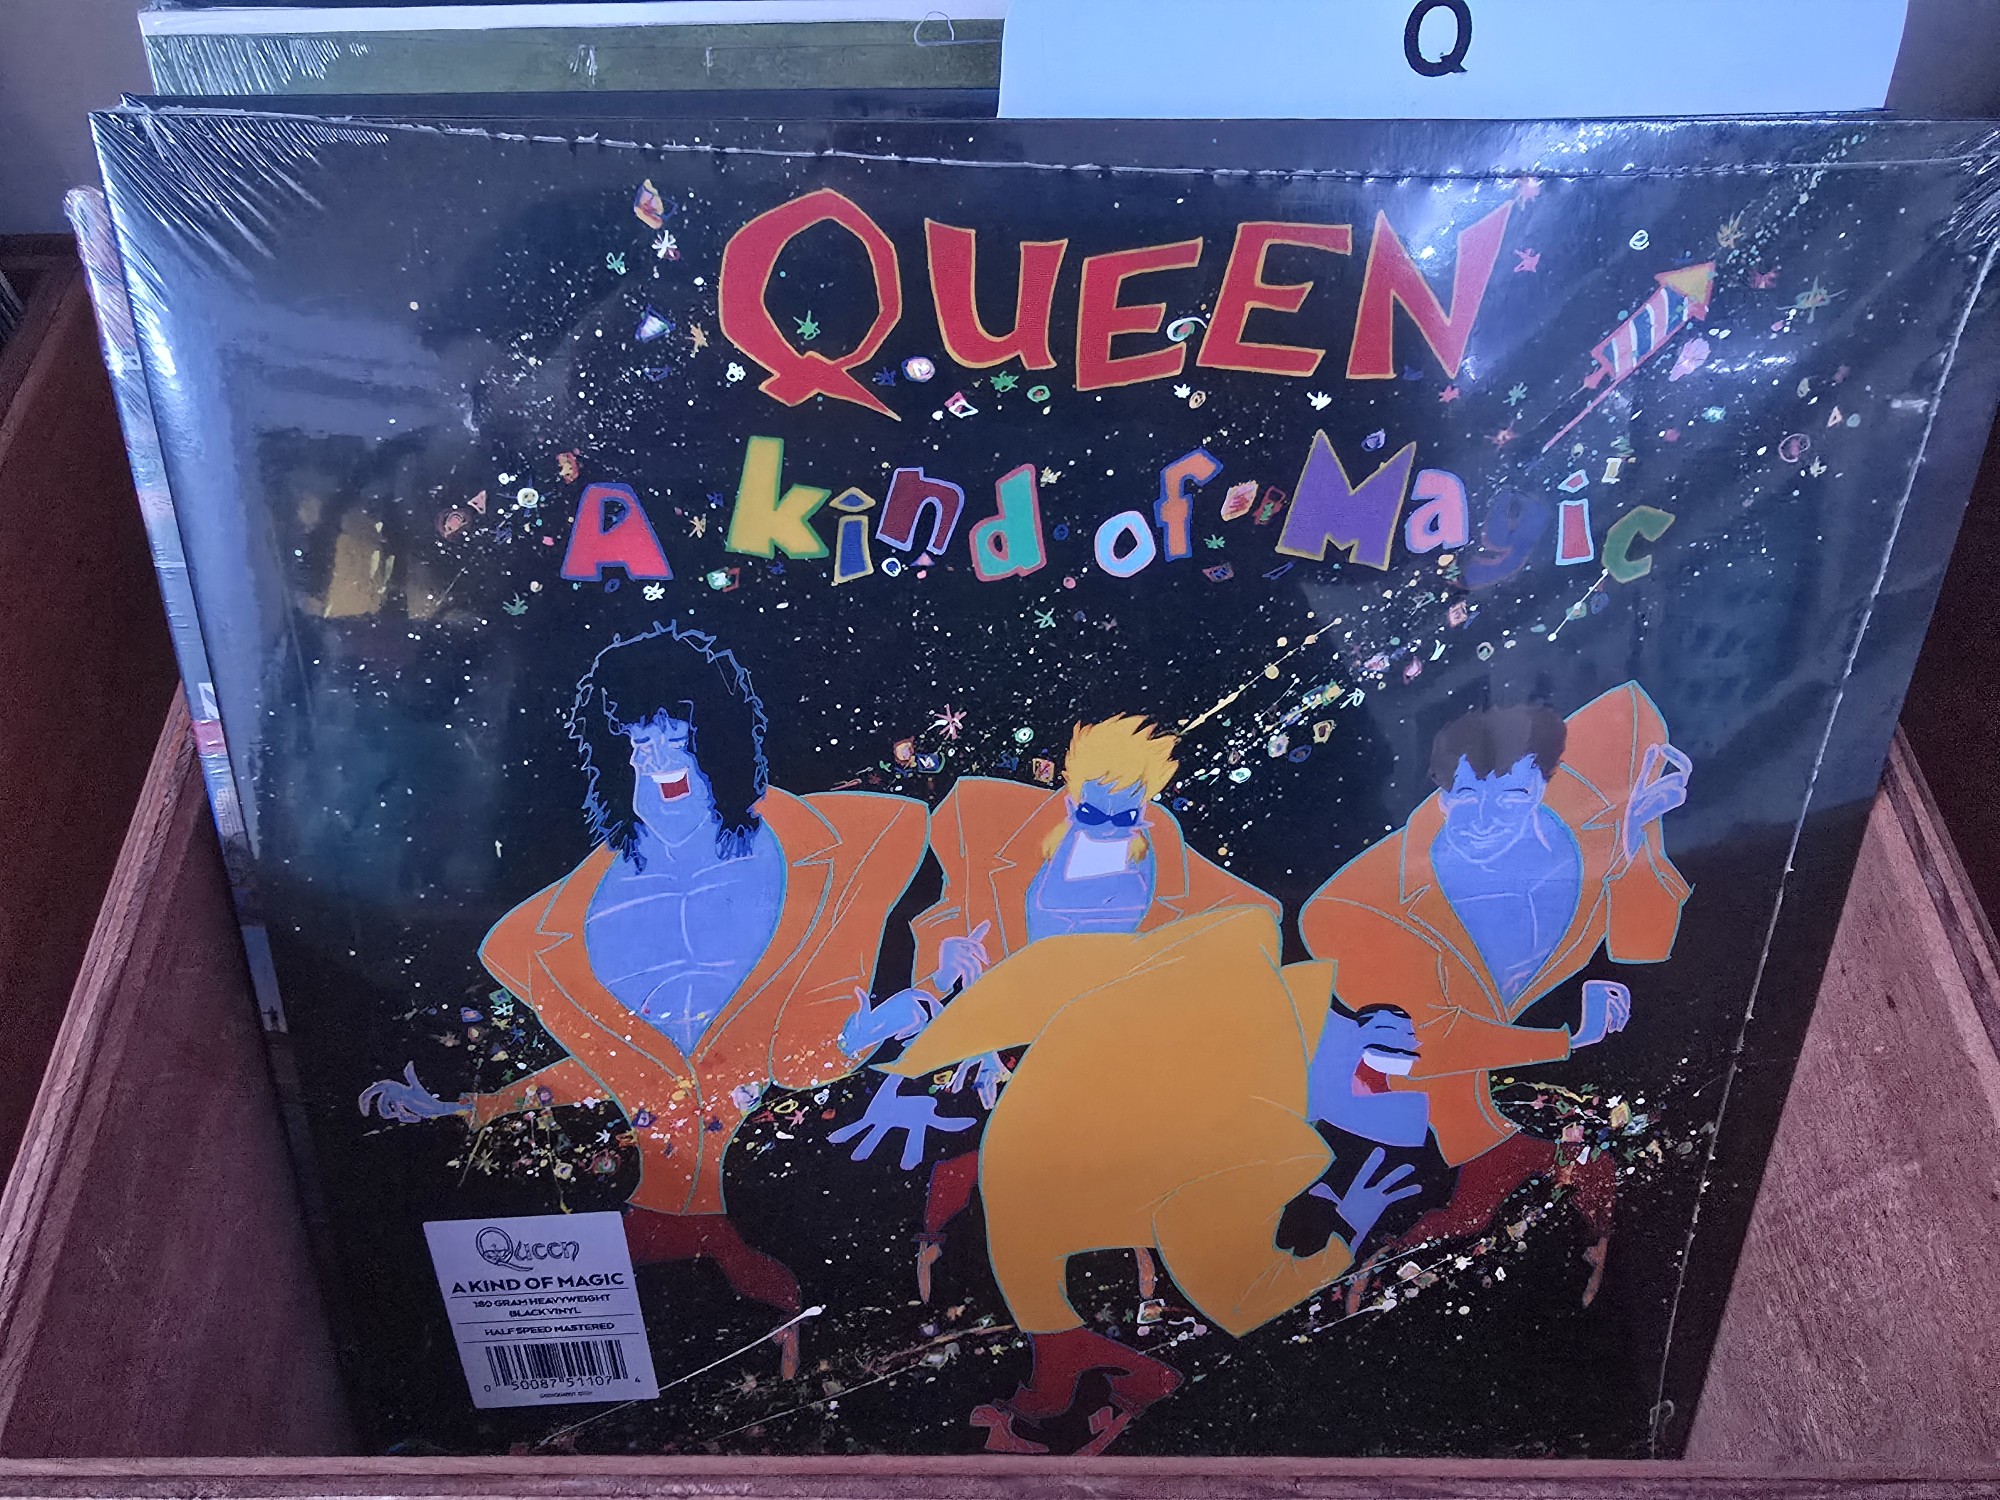 Q
QUEEN
A kind of Magic
Queen
A KIND OF MAGIC
180 GRAM HEAVYWEIGHT
BLACK VINYL
HALF SPEED MASTERED
0 50087 51107 4